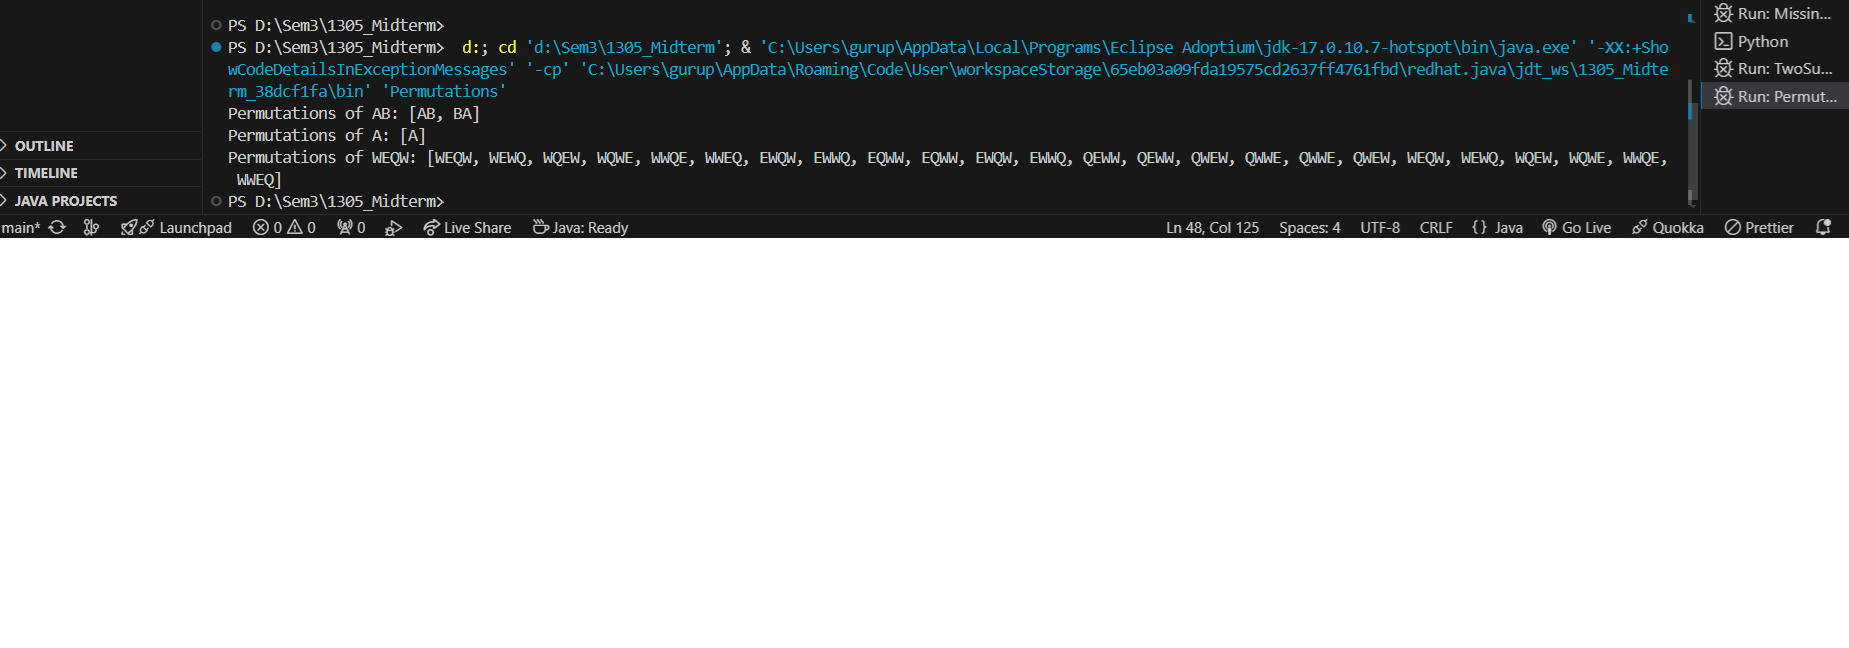 PS D:\Sem3\1305_Midterm>
PS D:\Sem3\1305_Midterm>  d:; cd 'd:\Sem3\1305_Midterm'; & 'C:\Users\gurup\AppData\Local\Programs\Eclipse Adoptium\jdk-17.0.10.7-hotspot\bin\java.exe' '-XX:+Sho
wCodeDetailsInExceptionMessages' '-cp' 'C:\Users\gurup\AppData\Roaming\Code\User\workspaceStorage\65eb03a09fda19575cd2637ff4761fbd\redhat.java\jdt_ws\1305_Midte
rm_38dcf1fa\bin' 'Permutations'
Permutations of AB: [AB, BA]
Permutations of A: [A]
Permutations of WEQW: [WEQW, WEWQ, WQEW, WQWE, WWQE, WWEQ, EWQW, EWWQ, EQWW, EQWW, EWQW, EWWQ, QEWW, QEWW, QWEW, QWWE, QWWE, QWEW, WEQW, WEWQ, WQEW, WQWE, WWQE,
WWEQ]
PS D:\Sem3\1305_Midterm>
Run: Missin...
Python
Run: TwoSu...
Run: Permut...
OUTLINE
TIMELINE
JAVA PROJECTS
main* Launchpad 0 0 0 Live Share Java: Ready Ln 48, Col 125 Spaces: 4 UTF-8 CRLF {} Java Go Live Quokka Prettier